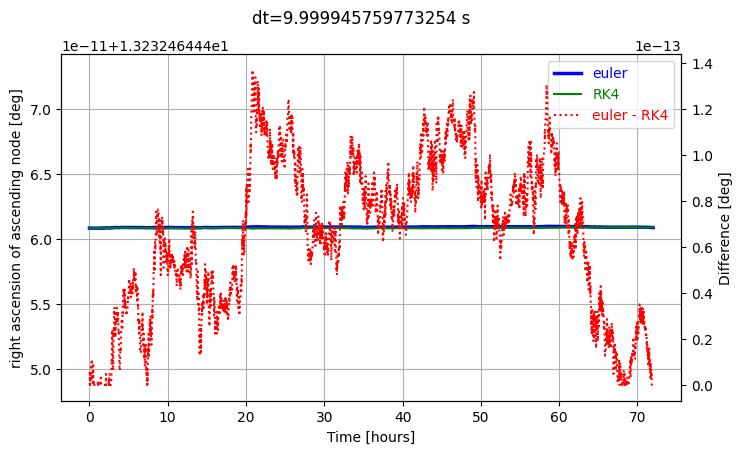 dt=9.999945759773254 s
1e−11+1.323246444e1
1e−13
7.0
6.5
6.0
5.5
5.0
right ascension of ascending node [deg]
euler
RK4
euler - RK4
1.4
1.2
1.0
0.8
0.6
0.4
0.2
0.0
Difference [deg]
0 10 20 30 40 50 60 70
Time [hours]